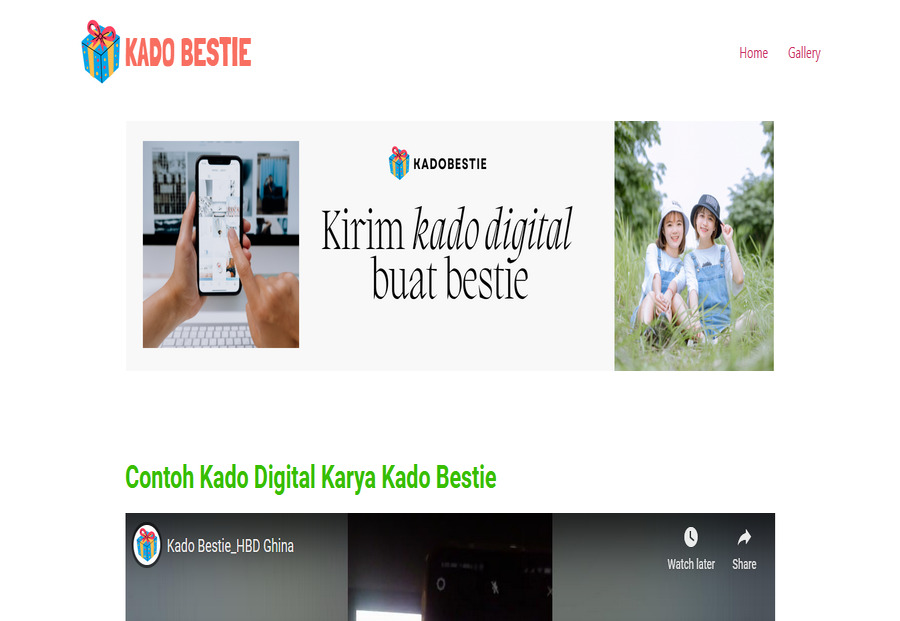 KADO BESTIE
Home
Gallery
KADOBESTIE
Kirim kado digital
buat bestie
Contoh Kado Digital Karya Kado Bestie
Kado Bestie_HBD Ghina
Watch later
Share